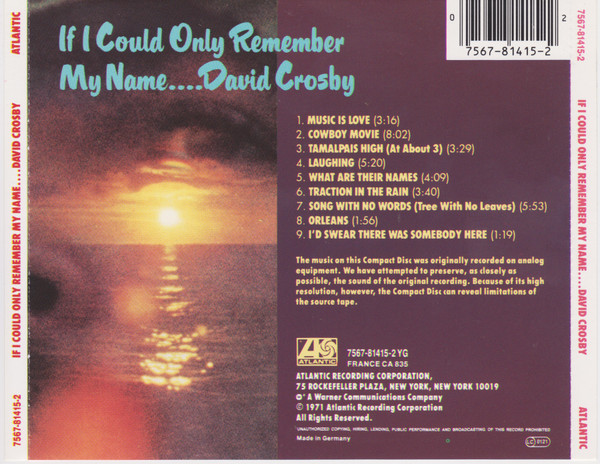 7567-81415-2 IF I COULD ONLY REMEMBER MY NAME....DAVID CROSBY ATLANTIC
If I Could Only Remember
My Name....David Crosby
0 2
7567-81415-2
1. MUSIC IS LOVE (3:16)
2. COWBOY MOVIE (8:02)
3. TAMALPAIS HIGH (At About 3) (3:29)
4. LAUGHING (5:20)
5. WHAT ARE THEIR NAMES (4:09)
6. TRACTION IN THE RAIN (3:40)
7. SONG WITH NO WORDS (Tree With No Leaves) (5:53)
8. ORLEANS (1:56)
9. I'D SWEAR THERE WAS SOMEBODY HERE (1:19)
The music on this Compact Disc was originally recorded on analog
equipment. We have attempted to preserve, as closely as
possible, the sound of the original recording. Because of its high
resolution, however, the Compact Disc can reveal limitations of
the source tape.
ATLANTIC
7567-81415-2 YG
FRANCE CA 835
ATLANTIC RECORDING CORPORATION,
75 ROCKEFELLER PLAZA, NEW YORK, NEW YORK 10019
A Warner Communications Company
℗ 1971 Atlantic Recording Corporation
All Rights Reserved.
UNAUTHORIZED COPYING, HIRING, LENDING, PUBLIC PERFORMANCE AND BROADCASTING OF THIS RECORD PROHIBITED
Made in Germany
LC 0121
7567-81415-2 IF I COULD ONLY REMEMBER MY NAME....DAVID CROSBY ATLANTIC